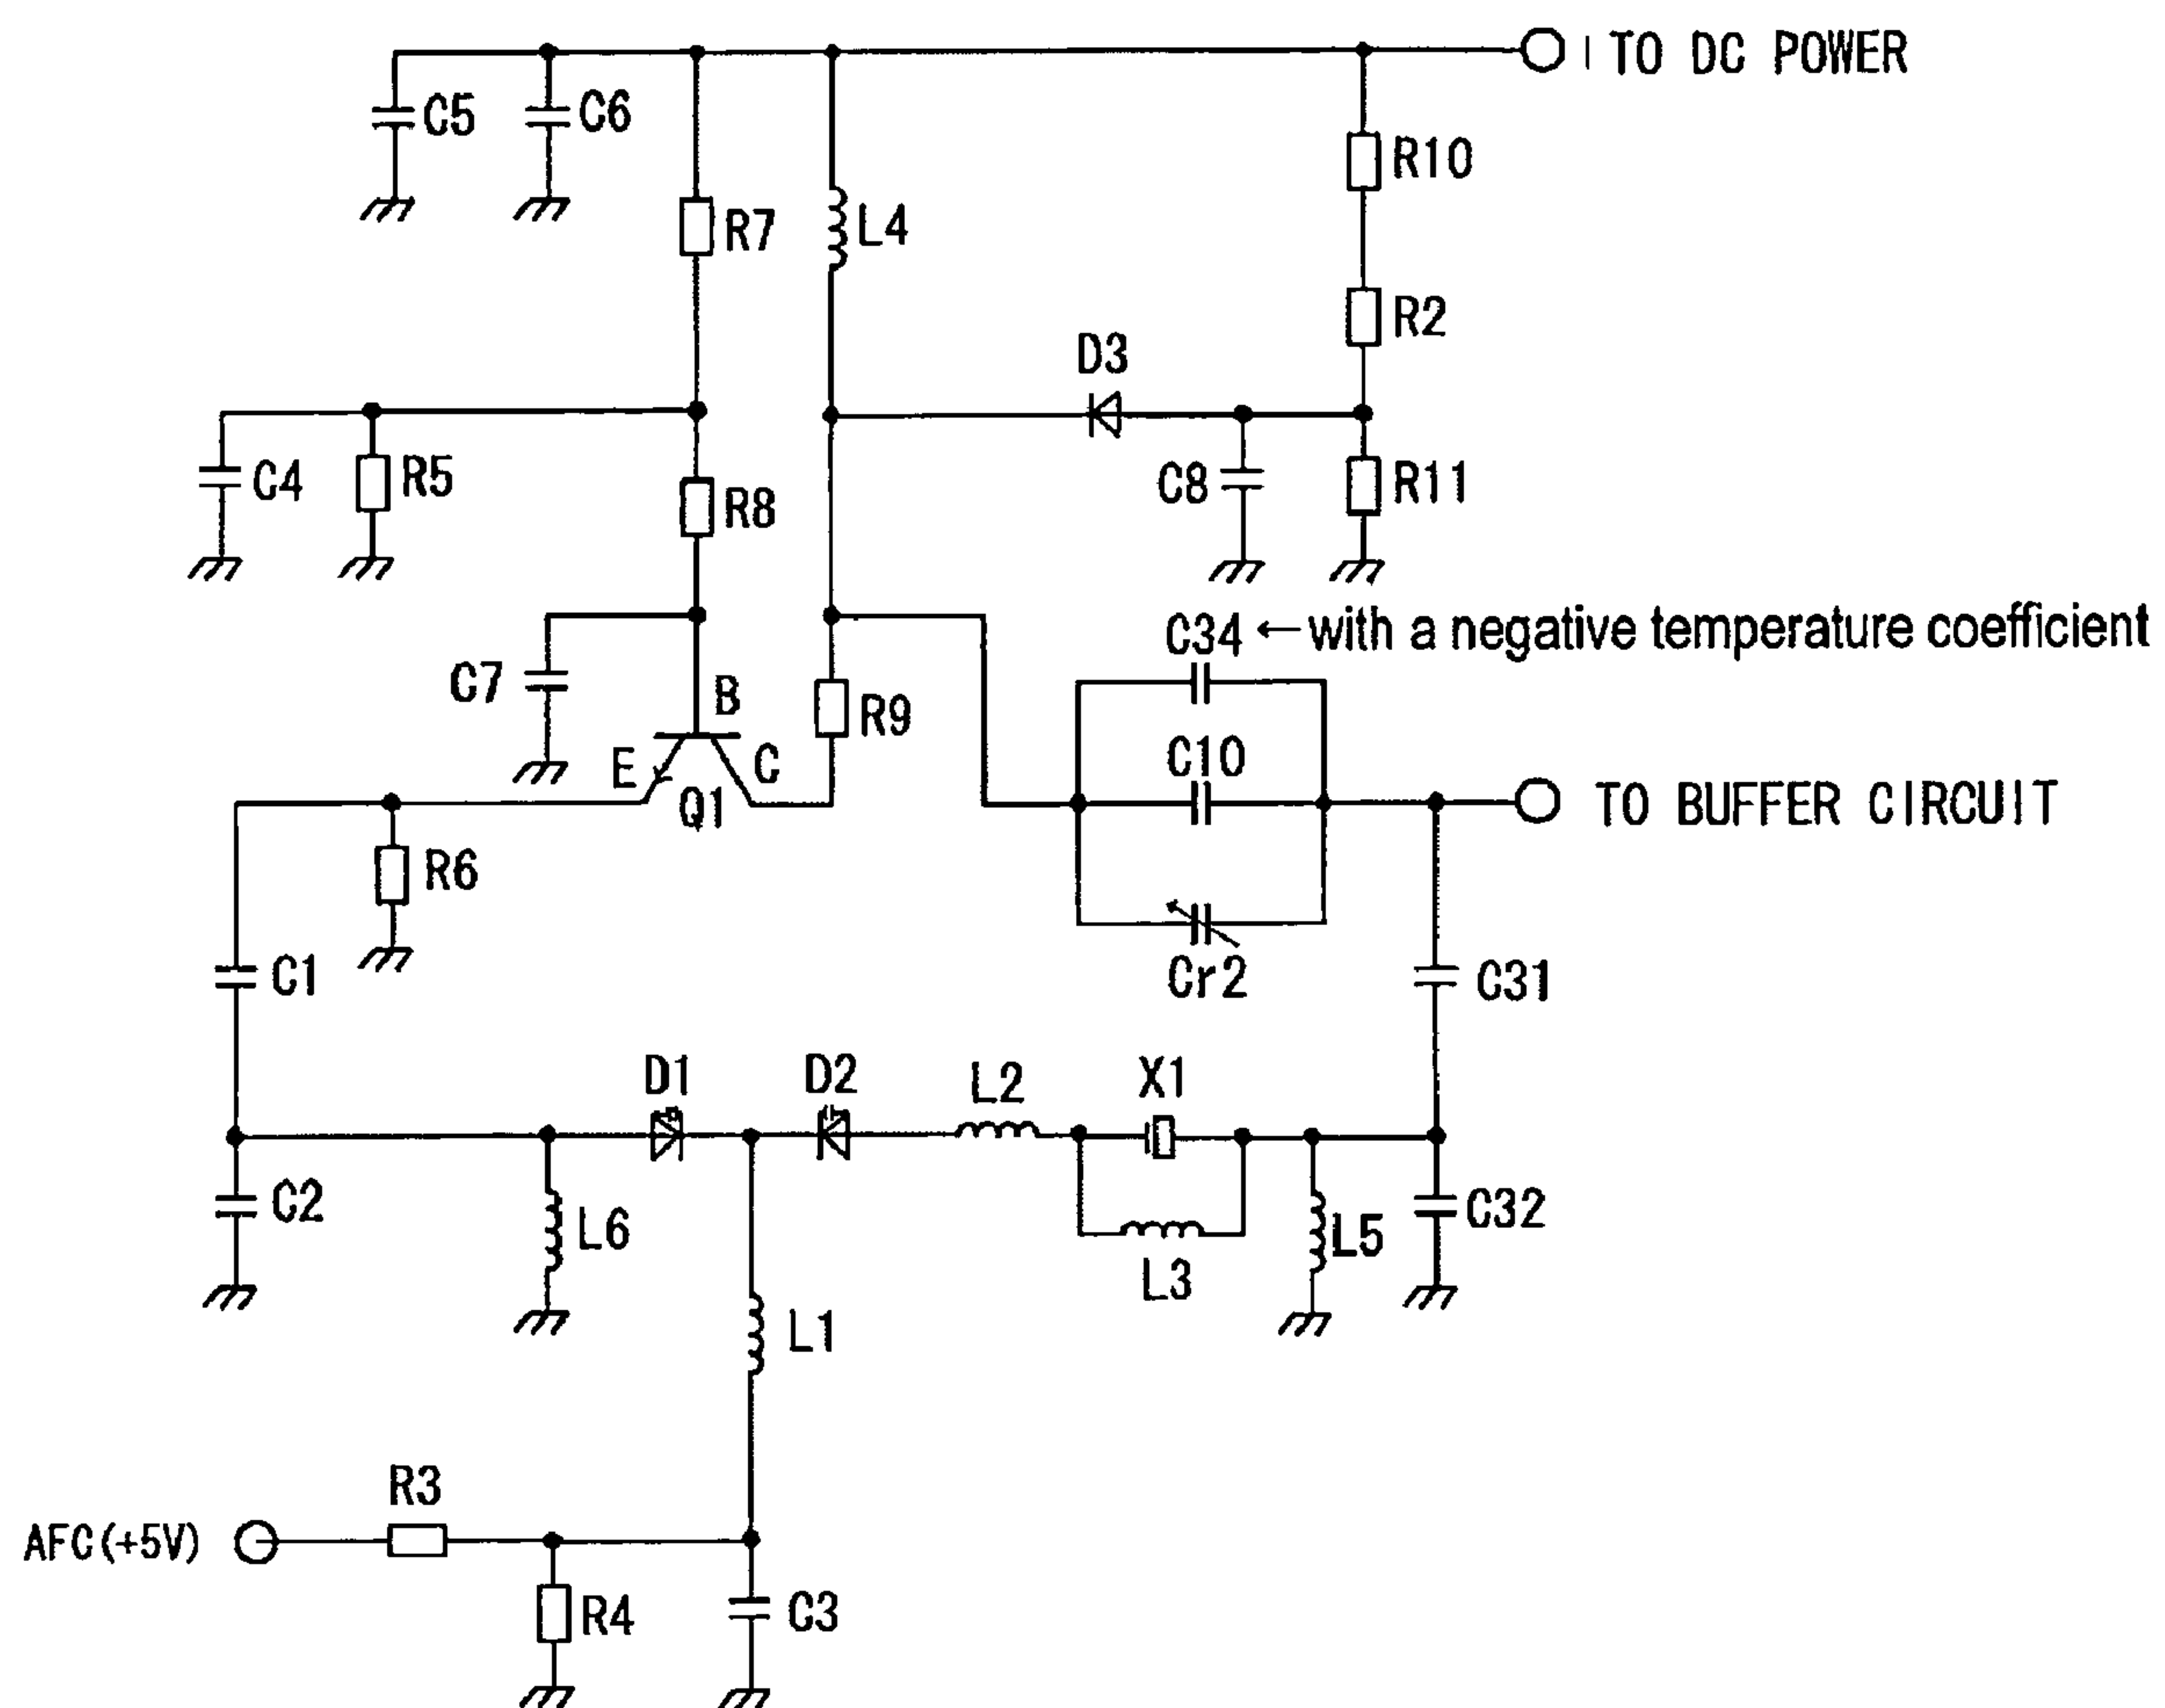 TO DC POWER
C5
C6
R10
R7
L4
R2
D3
C4
R5
R8
C8
R11
C34 ←with a negative temperature coefficient
C7
B
R9
E
C
C10
Q1
TO BUFFER CIRCUIT
R6
C1
Cr2
C31
D1
D2
L2
X1
C2
L6
L5
C32
L3
L1
R3
AFC(+5V)
R4
C3